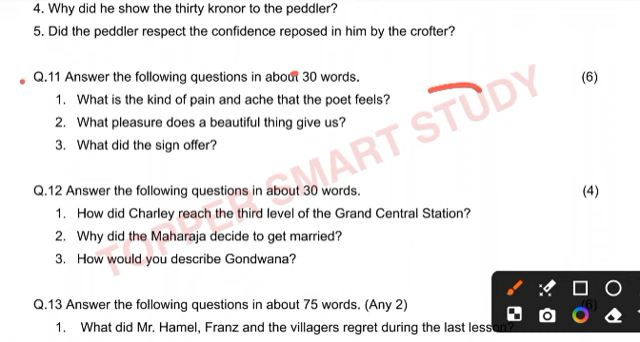 4. Why did he show the thirty kronor to the peddler?
5. Did the peddler respect the confidence reposed in him by the crofter?
Q.11 Answer the following questions in about 30 words. (6)
1. What is the kind of pain and ache that the poet feels?
2. What pleasure does a beautiful thing give us?
3. What did the sign offer?
Q.12 Answer the following questions in about 30 words. (4)
1. How did Charley reach the third level of the Grand Central Station?
2. Why did the Maharaja decide to get married?
3. How would you describe Gondwana?
Q.13 Answer the following questions in about 75 words. (Any 2) (6)
1. What did Mr. Hamel, Franz and the villagers regret during the last lesson?
TOPPER SMART STUDY